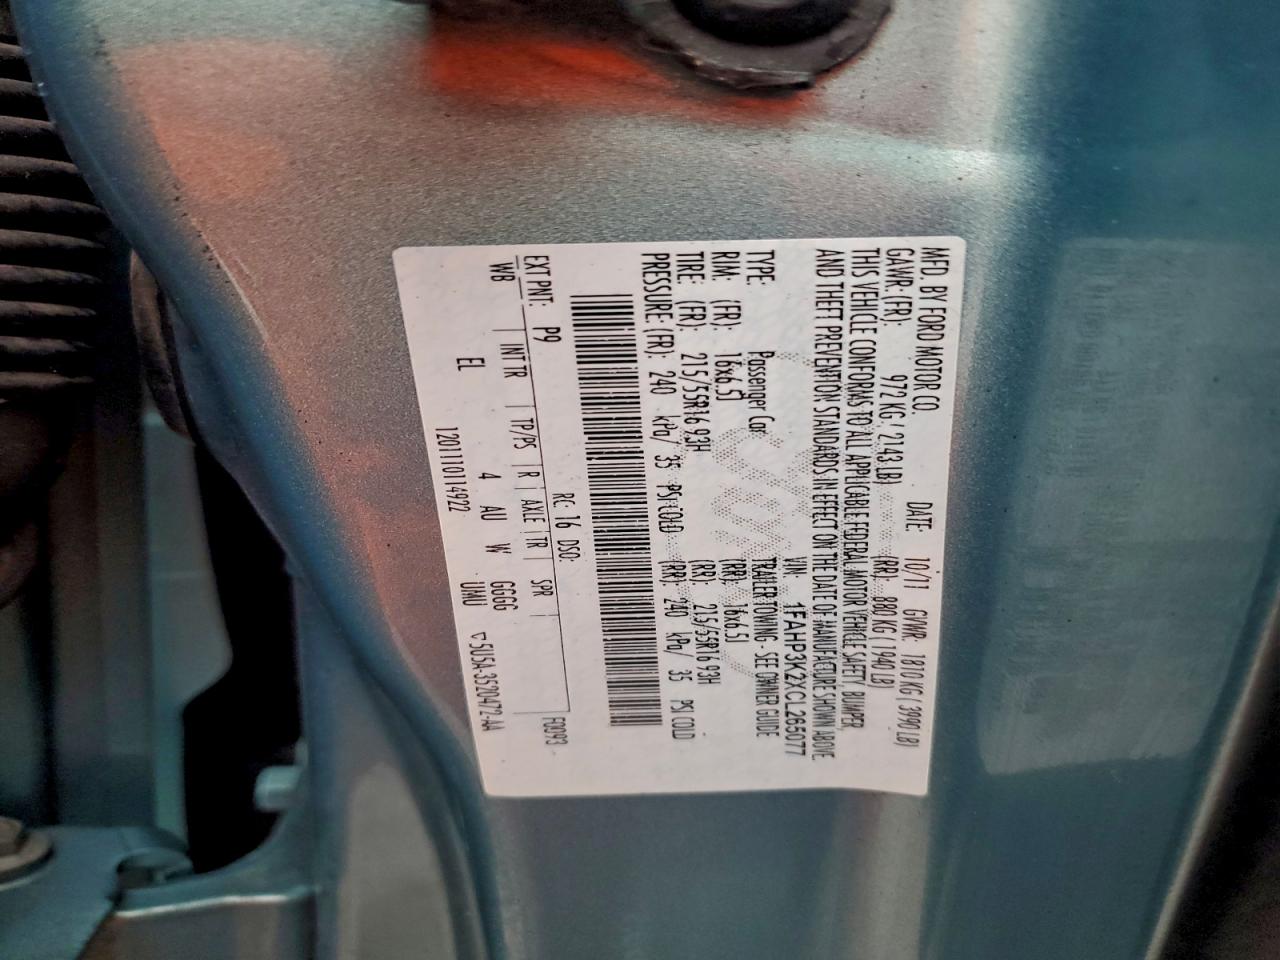 MFD. BY FORD MOTOR CO. DATE: 10/11 GVWR: 1810 KG / 3990 LB)
GAWR: (FR): 972 KG ( 2143 LB) (RR): 880 KG ( 1940 LB)
THIS VEHICLE CONFORMS TO ALL APPLICABLE FEDERAL MOTOR VEHICLE SAFETY BUMPER,
AND THEFT PREVENTION STANDARDS IN EFFECT ON THE DATE OF MANUFACTURE SHOWN ABOVE.
VIN: 1FAHP3K2XCL265077
TYPE: Passenger Car TRAILER TOWING - SEE OWNER GUIDE
RIM: (FR): 16x6.5J (RR): 16x6.5J
TIRE: (FR): 215/55R16 93H (RR): 215/55R16 93H
PRESSURE: (FR): 240 kPa/ 35 PSI COLD (RR): 240 kPa/ 35 PSI COLD
EXT PNT: P9 RC: 16 DSO: F0093
WB INT TR TP/PS R AXLE TR SPR
EL 4 AU W GGGG
1201110114922 UMU 5U5A-3520472-AA